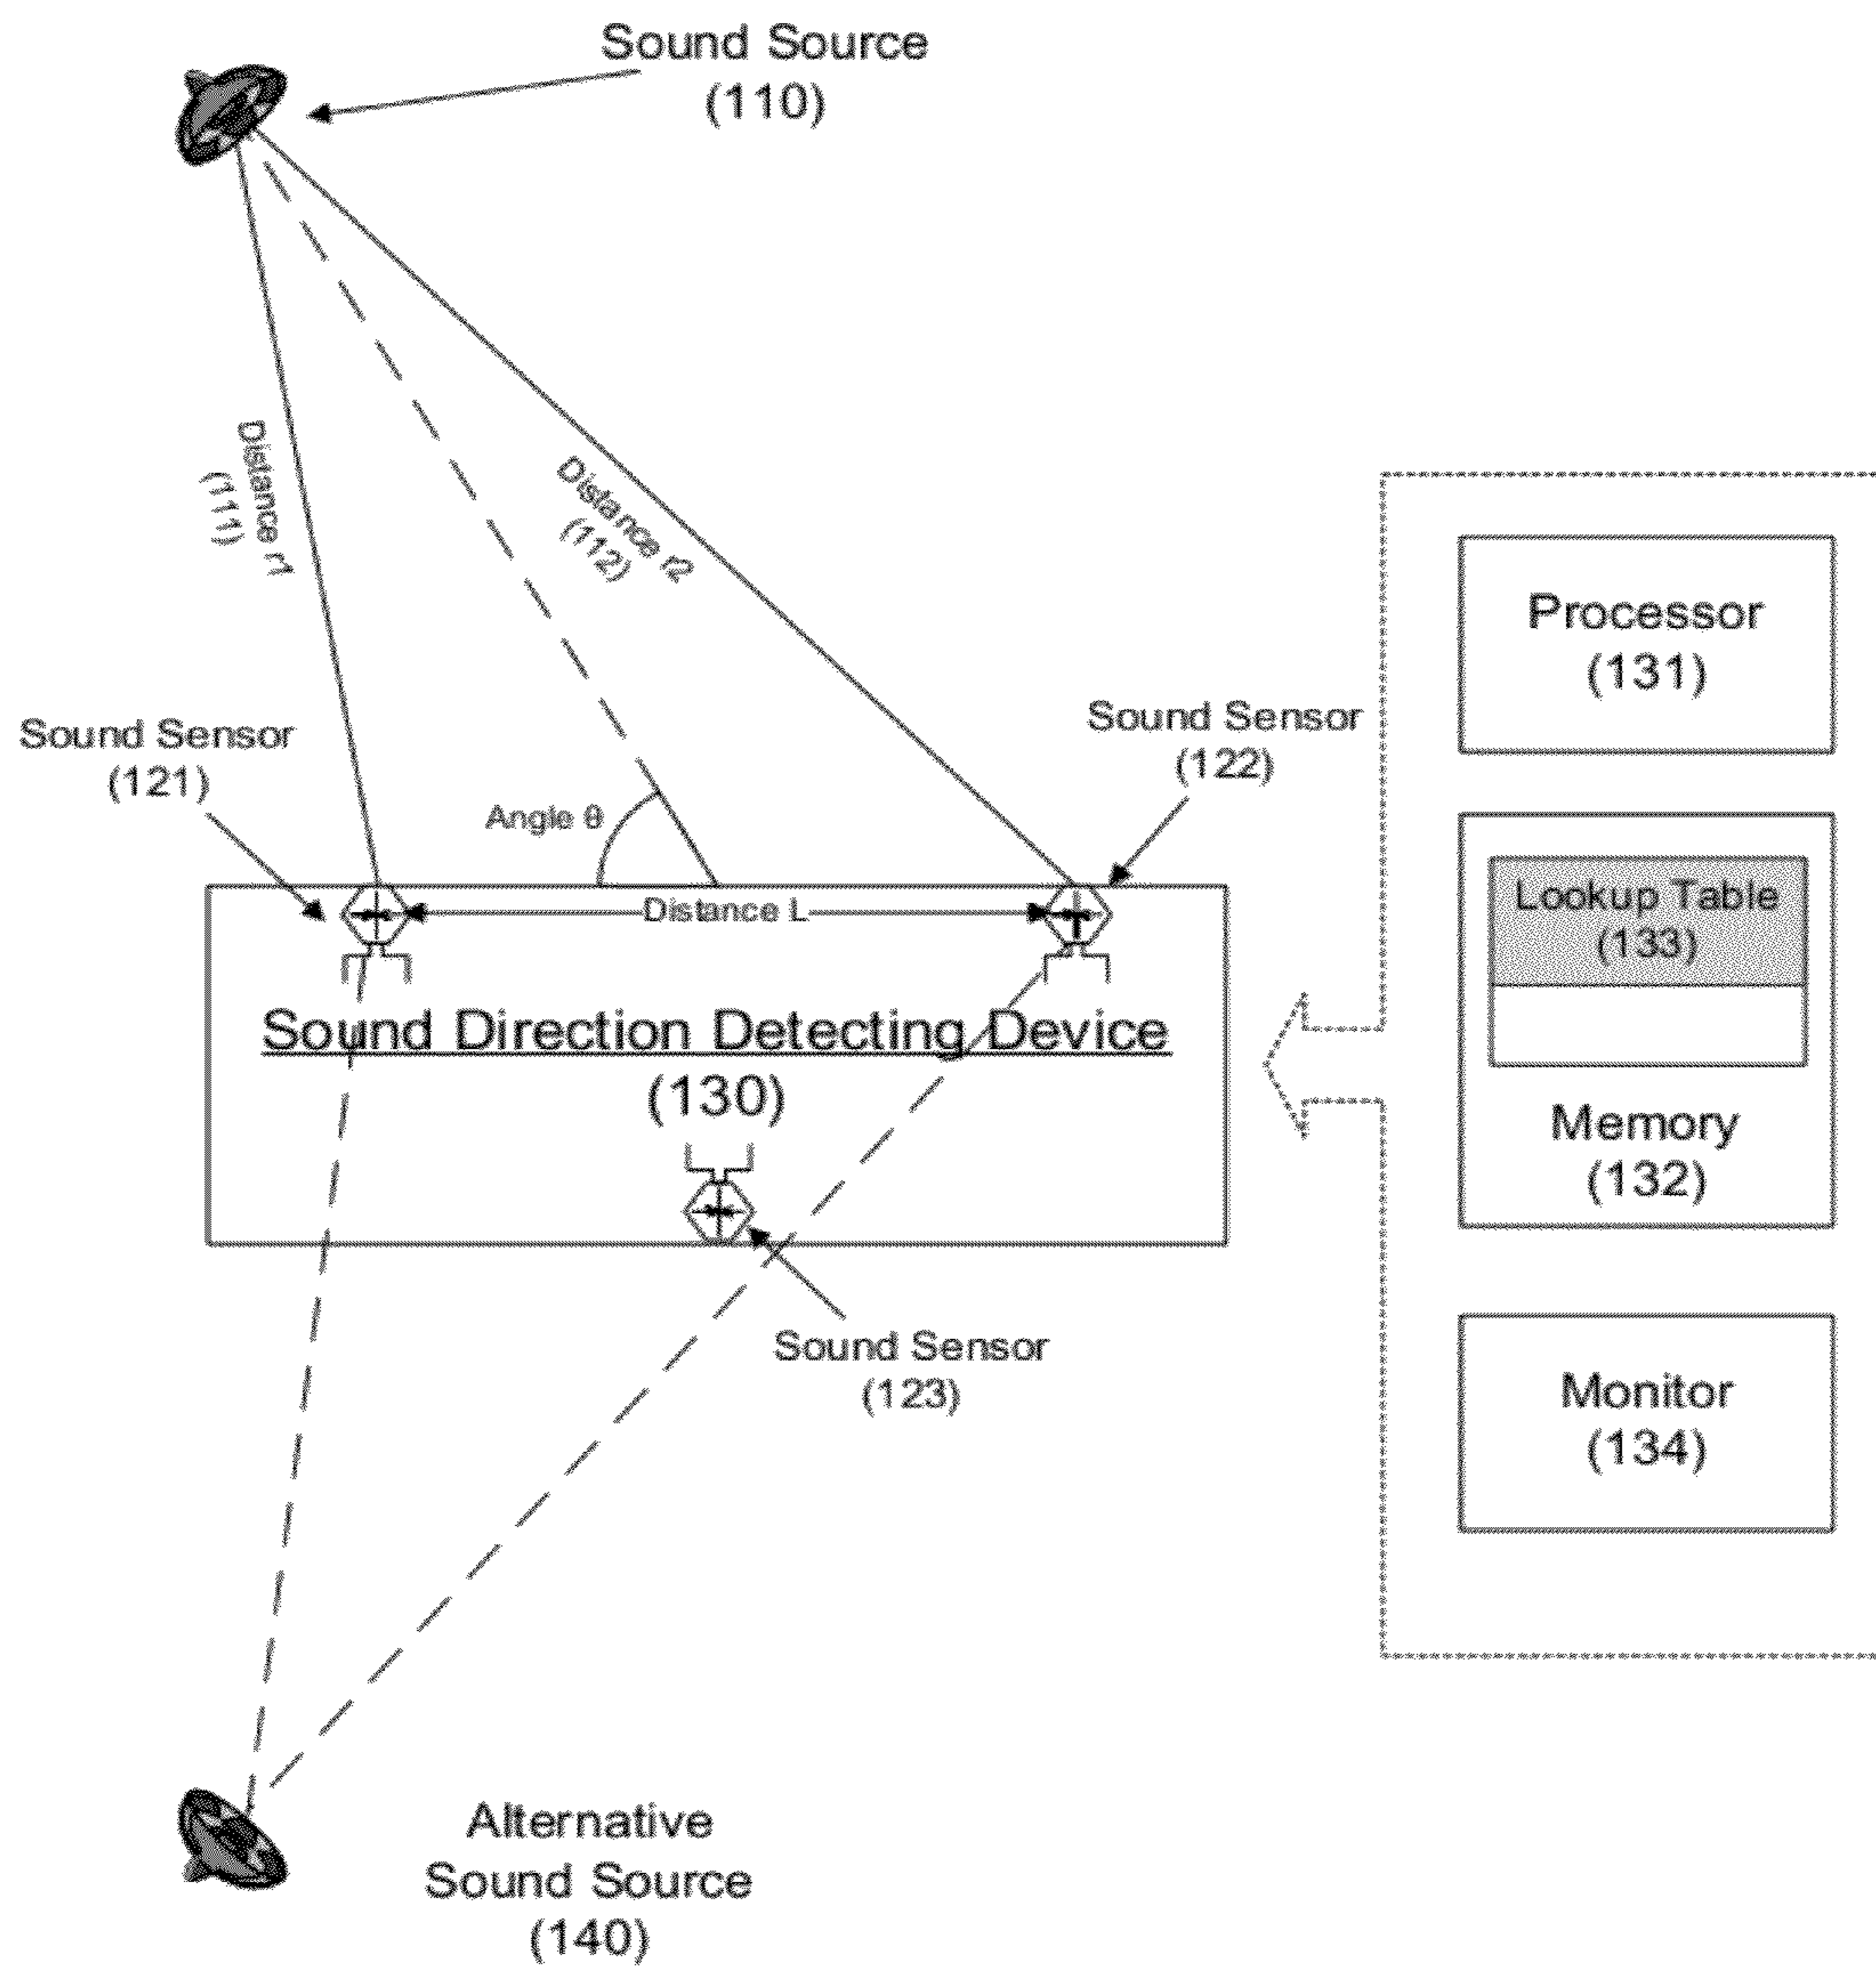 Sound Source
(110)
Distance r1
(111)
Distance r2
(112)
Sound Sensor
(121)
Sound Sensor
(122)
Angle θ
Distance L
Sound Direction Detecting Device
(130)
Sound Sensor
(123)
Alternative
Sound Source
(140)
Processor
(131)
Lookup Table
(133)
Memory
(132)
Monitor
(134)